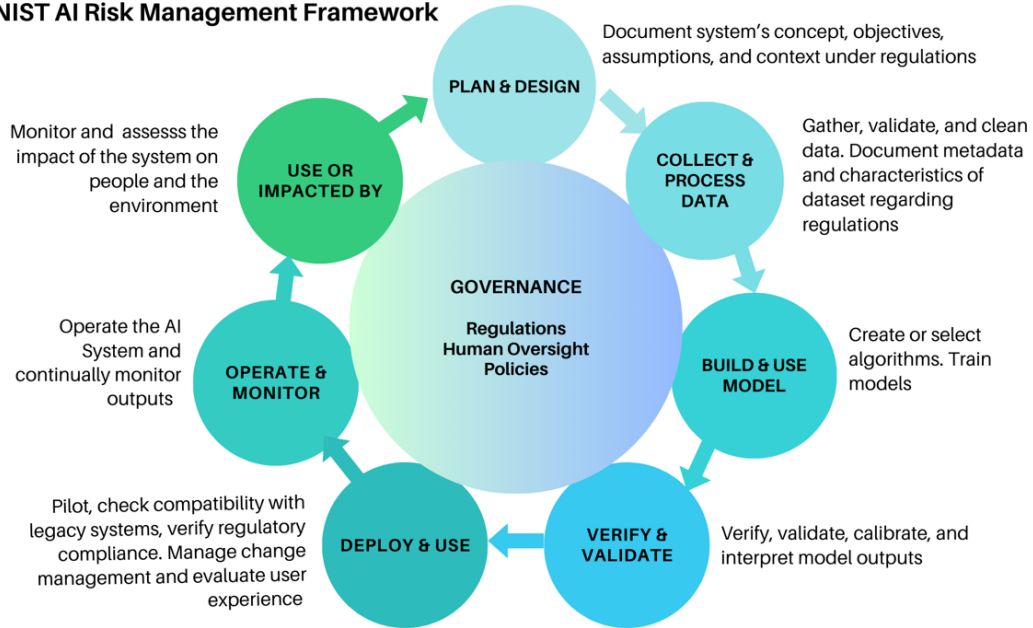 NIST AI Risk Management Framework
PLAN & DESIGN
Document system's concept, objectives,
assumptions, and context under regulations
COLLECT &
PROCESS
DATA
Gather, validate, and clean
data. Document metadata
and characteristics of
dataset regarding
regulations
BUILD & USE
MODEL
Create or select
algorithms. Train
models
VERIFY &
VALIDATE
Verify, validate, calibrate, and
interpret model outputs
DEPLOY & USE
Pilot, check compatibility with
legacy systems, verify regulatory
compliance. Manage change
management and evaluate user
experience
OPERATE &
MONITOR
Operate the AI
System and
continually monitor
outputs
USE OR
IMPACTED BY
Monitor and assesss the
impact of the system on
people and the
environment
GOVERNANCE
Regulations
Human Oversight
Policies